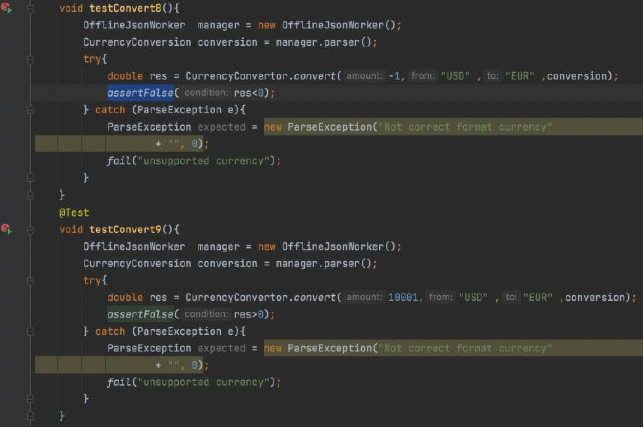 void testConvert8(){
OfflineJsonWorker manager = new OfflineJsonWorker();
CurrencyConversion conversion = manager.parser();
try{
double res = CurrencyConvertor.convert( amount: -1, from: "USD" , to: "EUR" ,conversion);
assertFalse( condition: res<0);
} catch (ParseException e){
ParseException expected = new ParseException("Not correct format currency"
+ "", 0);
fail("unsupported currency");
}
}
@Test
void testConvert9(){
OfflineJsonWorker manager = new OfflineJsonWorker();
CurrencyConversion conversion = manager.parser();
try{
double res = CurrencyConvertor.convert( amount: 10001, from: "USD" , to: "EUR" ,conversion);
assertFalse( condition: res>0);
} catch (ParseException e){
ParseException expected = new ParseException("Not correct format currency"
+ "", 0);
fail("unsupported currency");
}
}